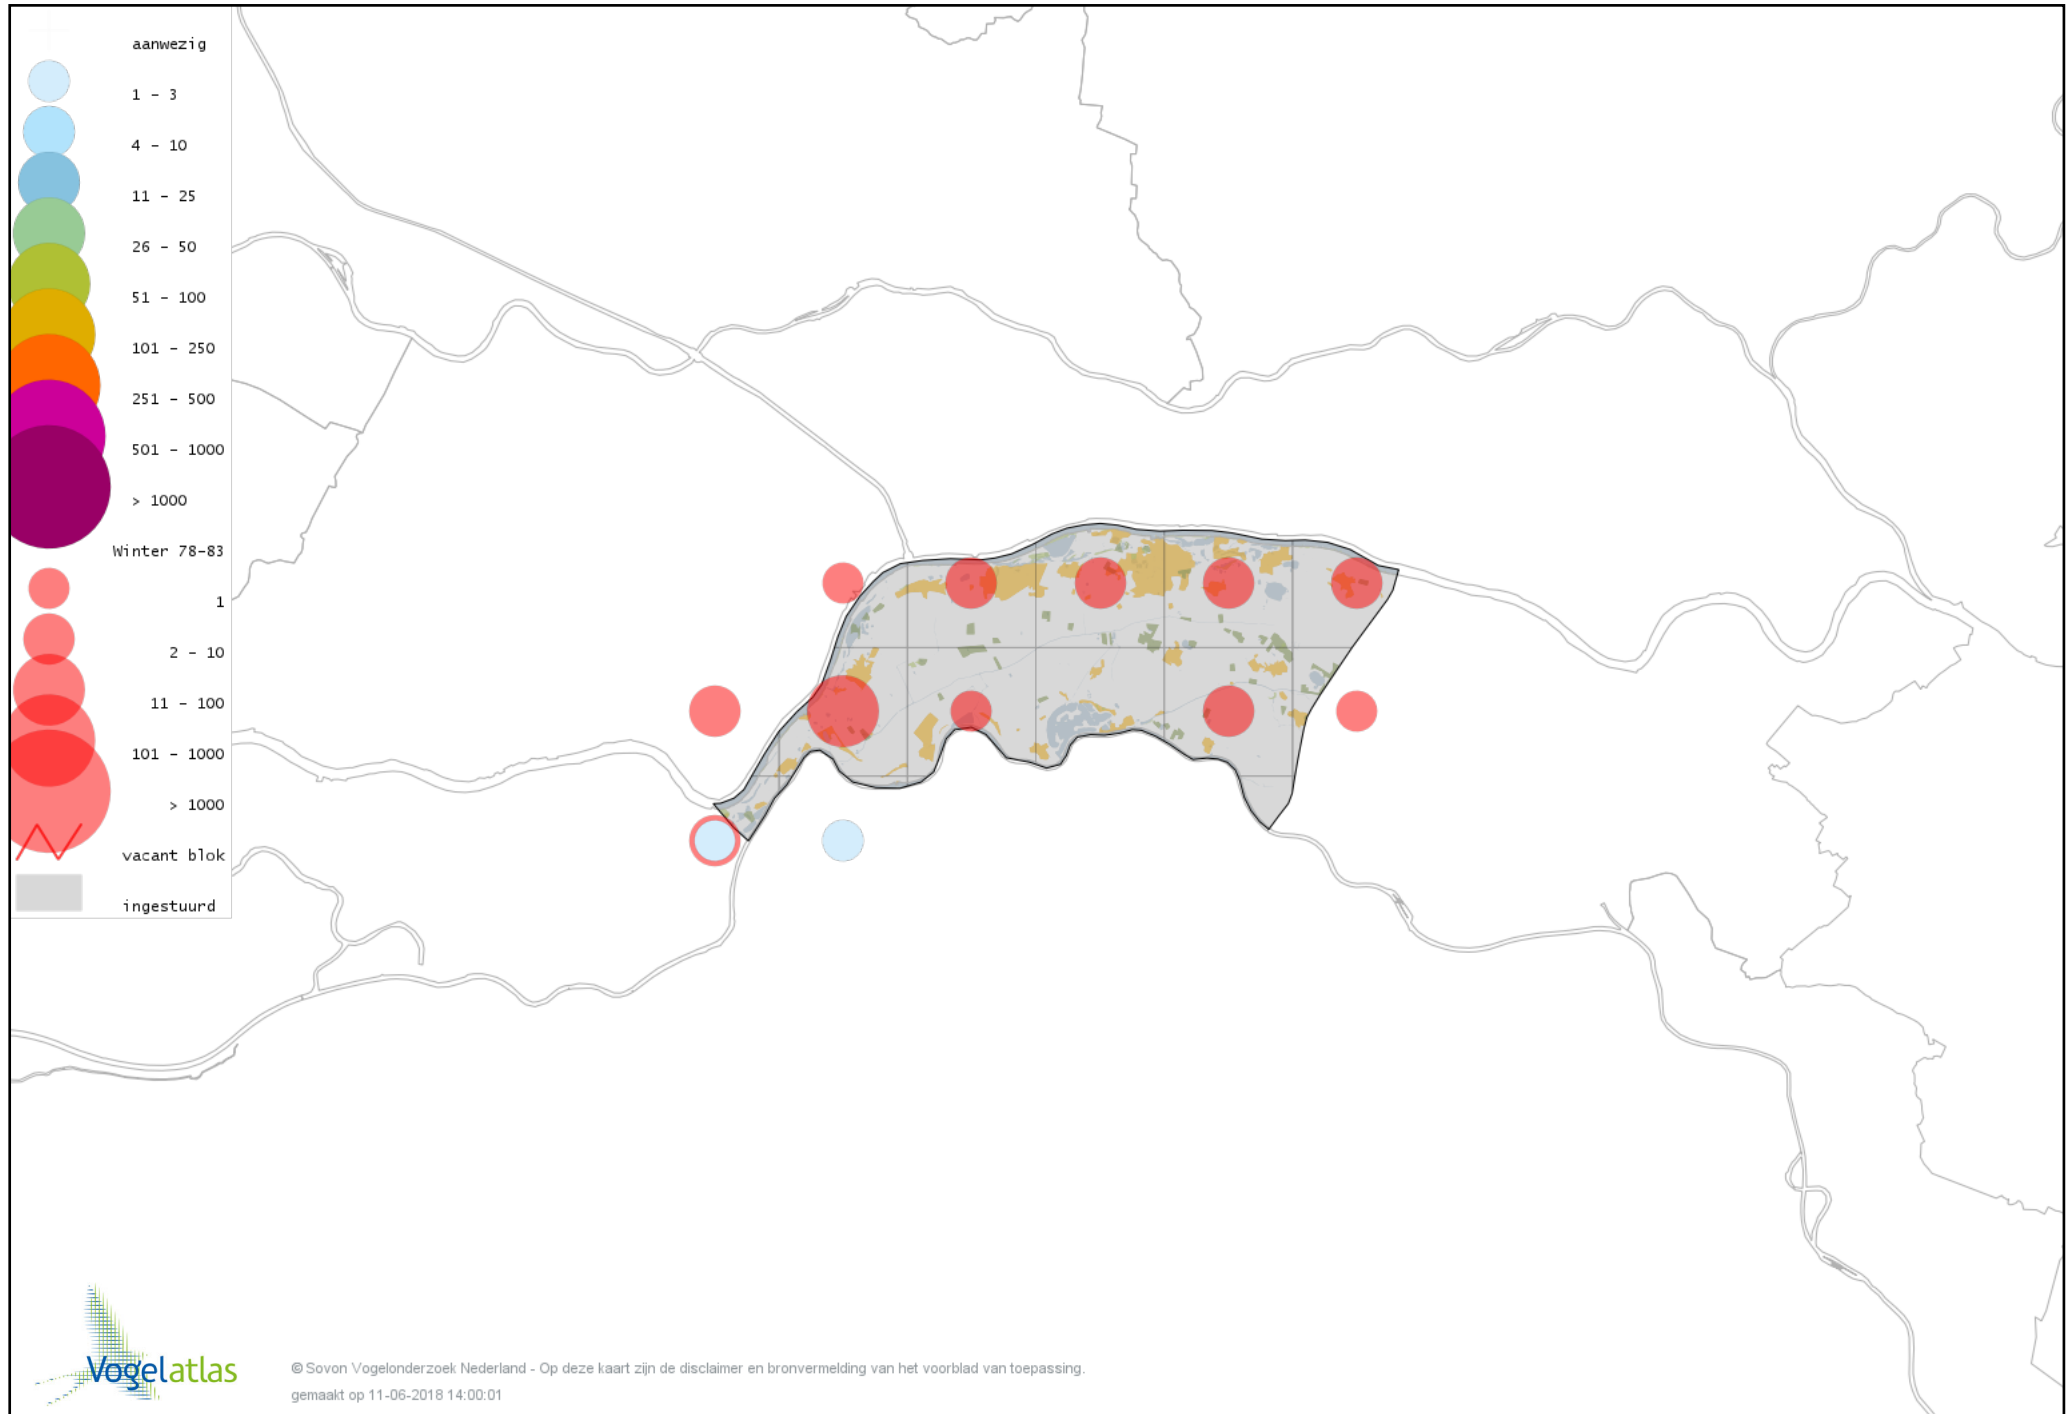 aanwezig
1 - 3
4 - 10
11 - 25
26 - 50
51 - 100
101 - 250
251 - 500
501 - 1000
> 1000
Winter 78-83
1
2 - 10
11 - 100
101 - 1000
> 1000
vacant blok
ingestuurd
Vogelatlas
© Sovon Vogelonderzoek Nederland - Op deze kaart zijn de disclaimer en bronvermelding van het voorblad van toepassing.
gemaakt op 11-06-2018 14:00:01